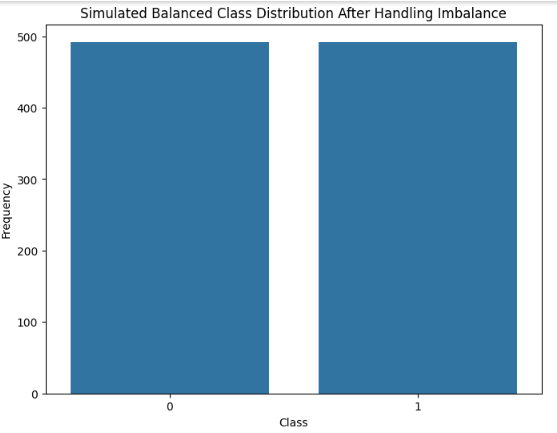 Simulated Balanced Class Distribution After Handling Imbalance
500
400
300
200
100
0
Frequency
0 1
Class